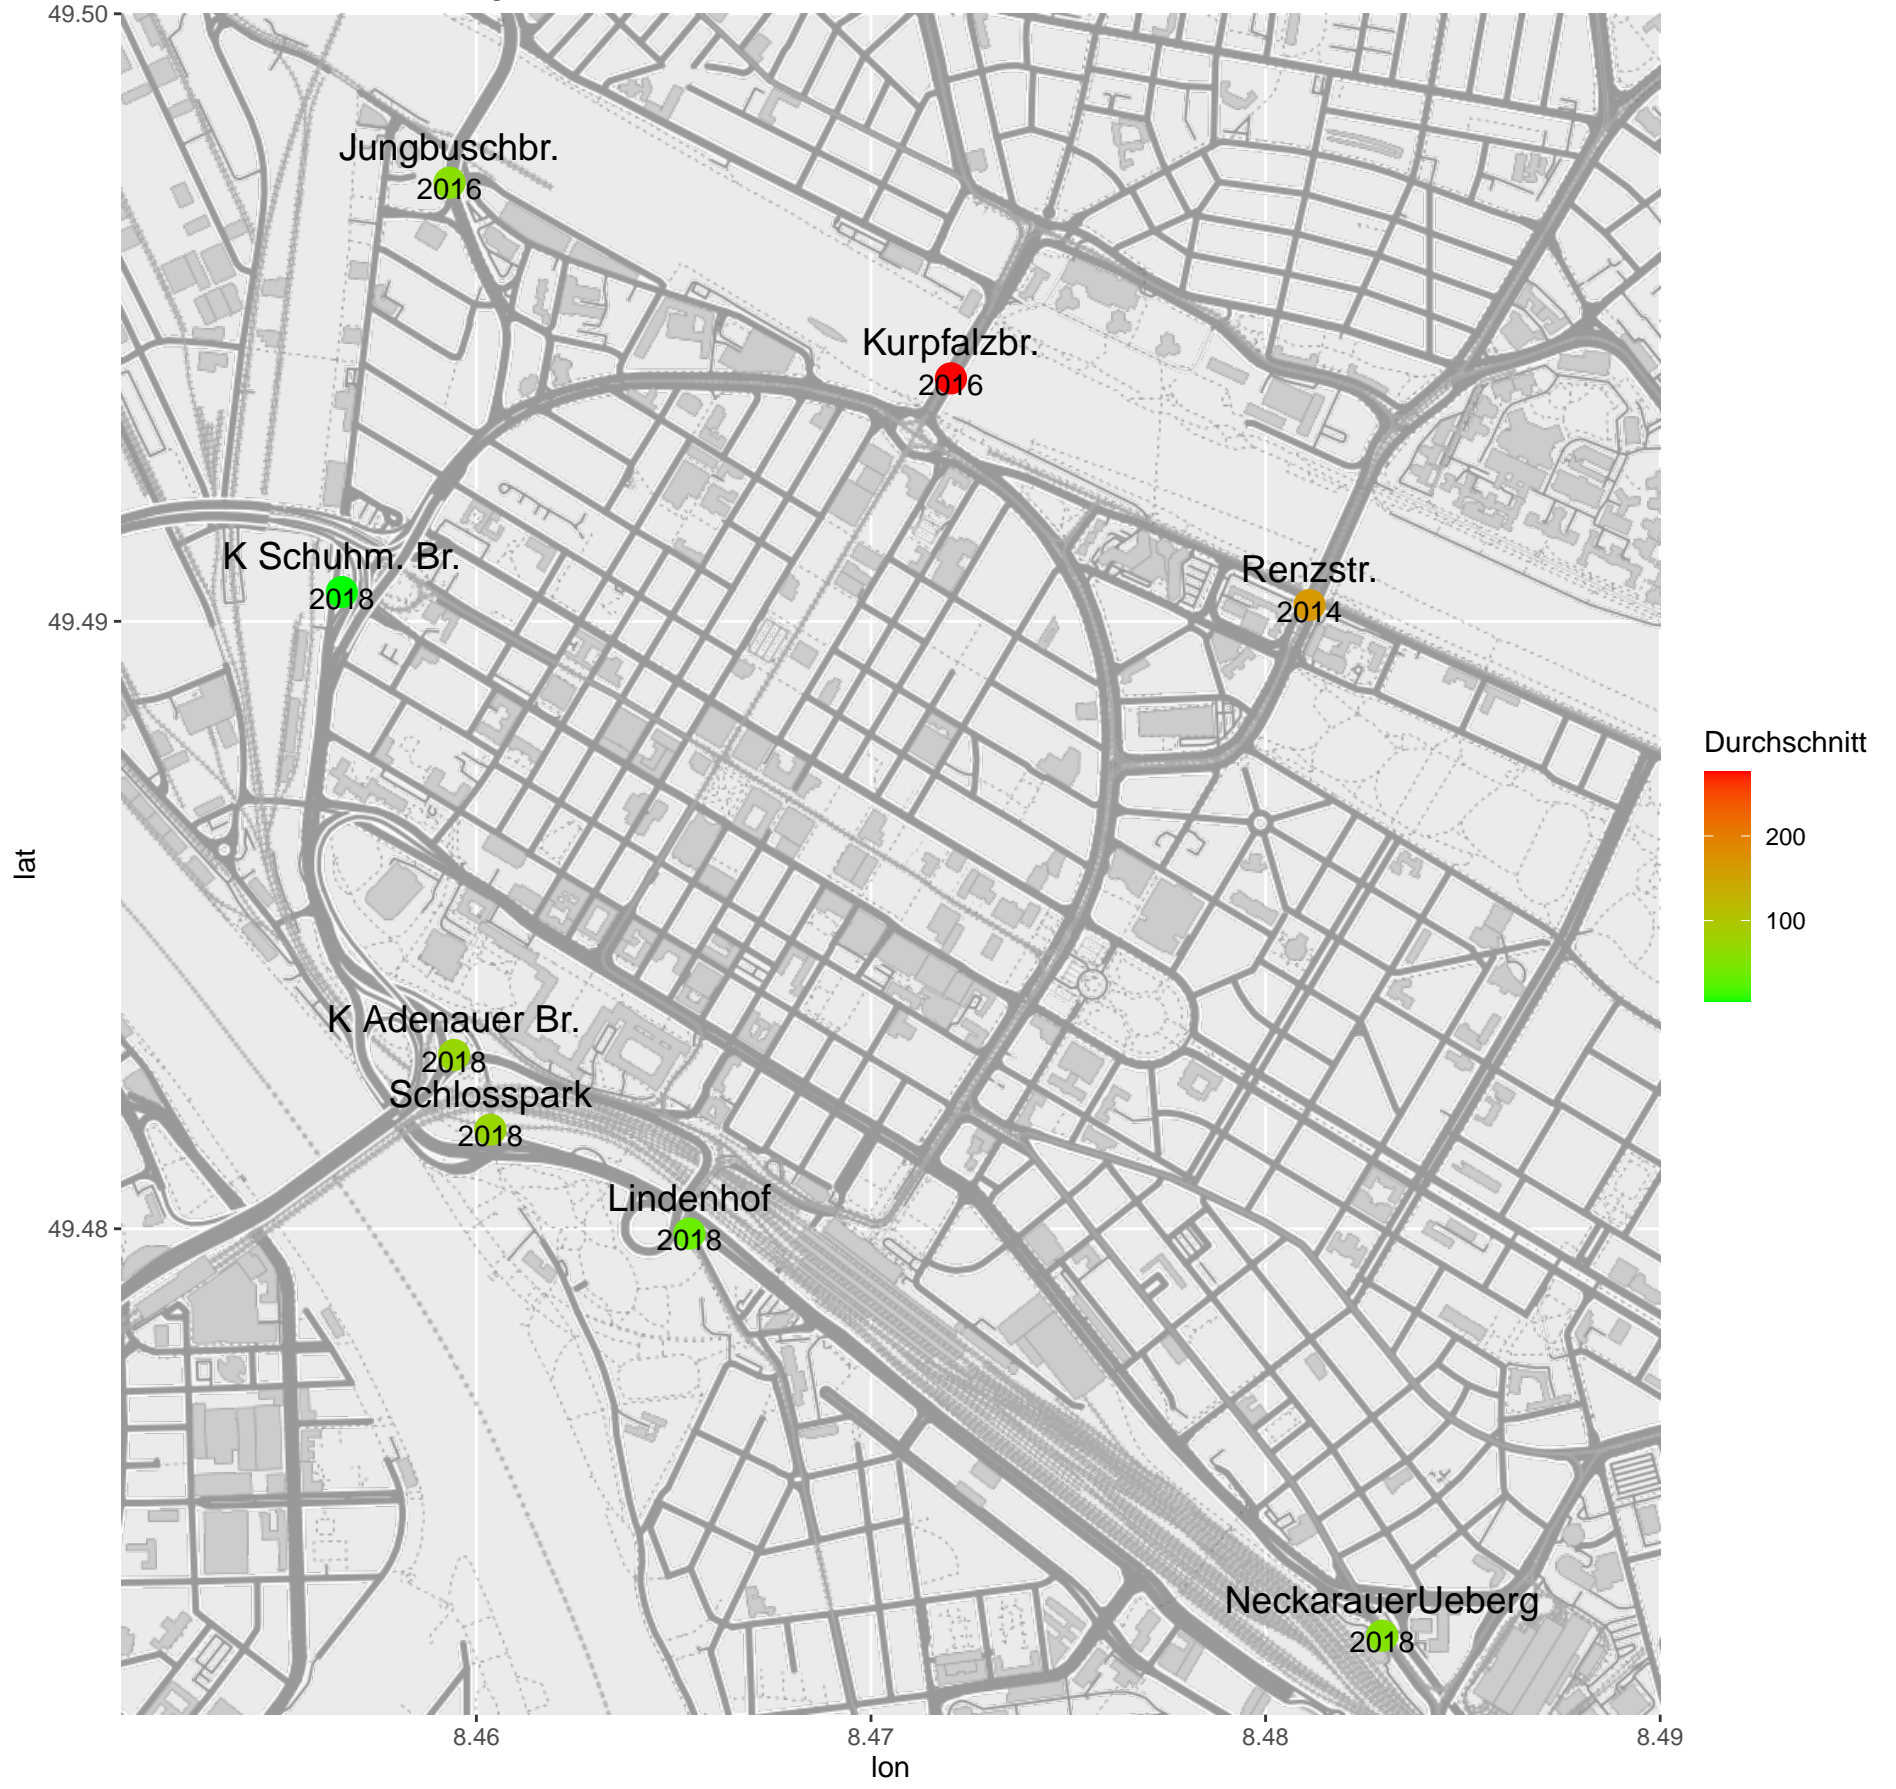 49.50
Jungbuschbr.
2016
Kurpfalzbr.
2016
K Schuhm. Br.
2018
Renzstr.
2014
49.49
Durchschnitt
200
100
lat
K Adenauer Br.
2018
Schlosspark
2018
Lindenhof
2018
49.48
NeckarauerUeberg
2018
8.46
8.47
8.48
8.49
lon